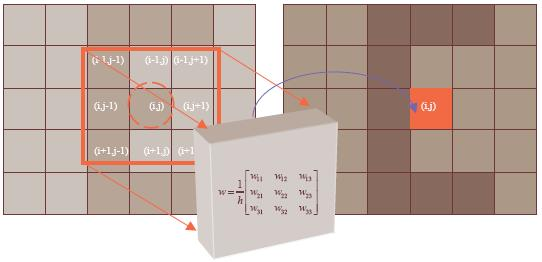 (i-1,j-1) (i-1,j) (i-1,j+1)
(i,j-1) (i,j) (i,j+1)
(i+1,j-1) (i+1,j) (i+1
(i,j)
w = 1/h [ w11 w12 w13
w21 w22 w23
w31 w32 w33 ]